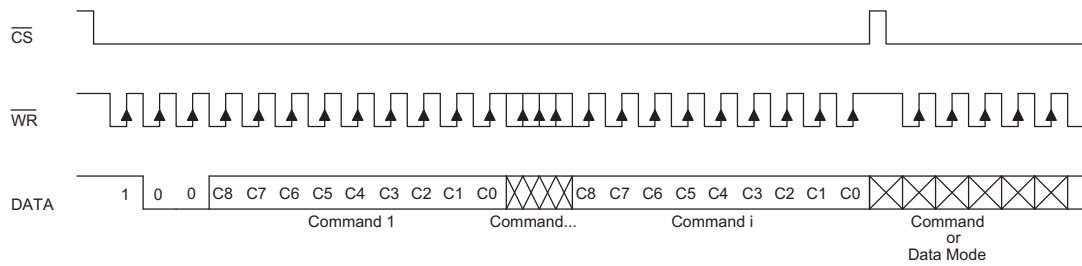 CS
WR
DATA 1 0 0 C8 C7 C6 C5 C4 C3 C2 C1 C0 C8 C7 C6 C5 C4 C3 C2 C1 C0
Command 1 Command... Command i Command
or
Data Mode